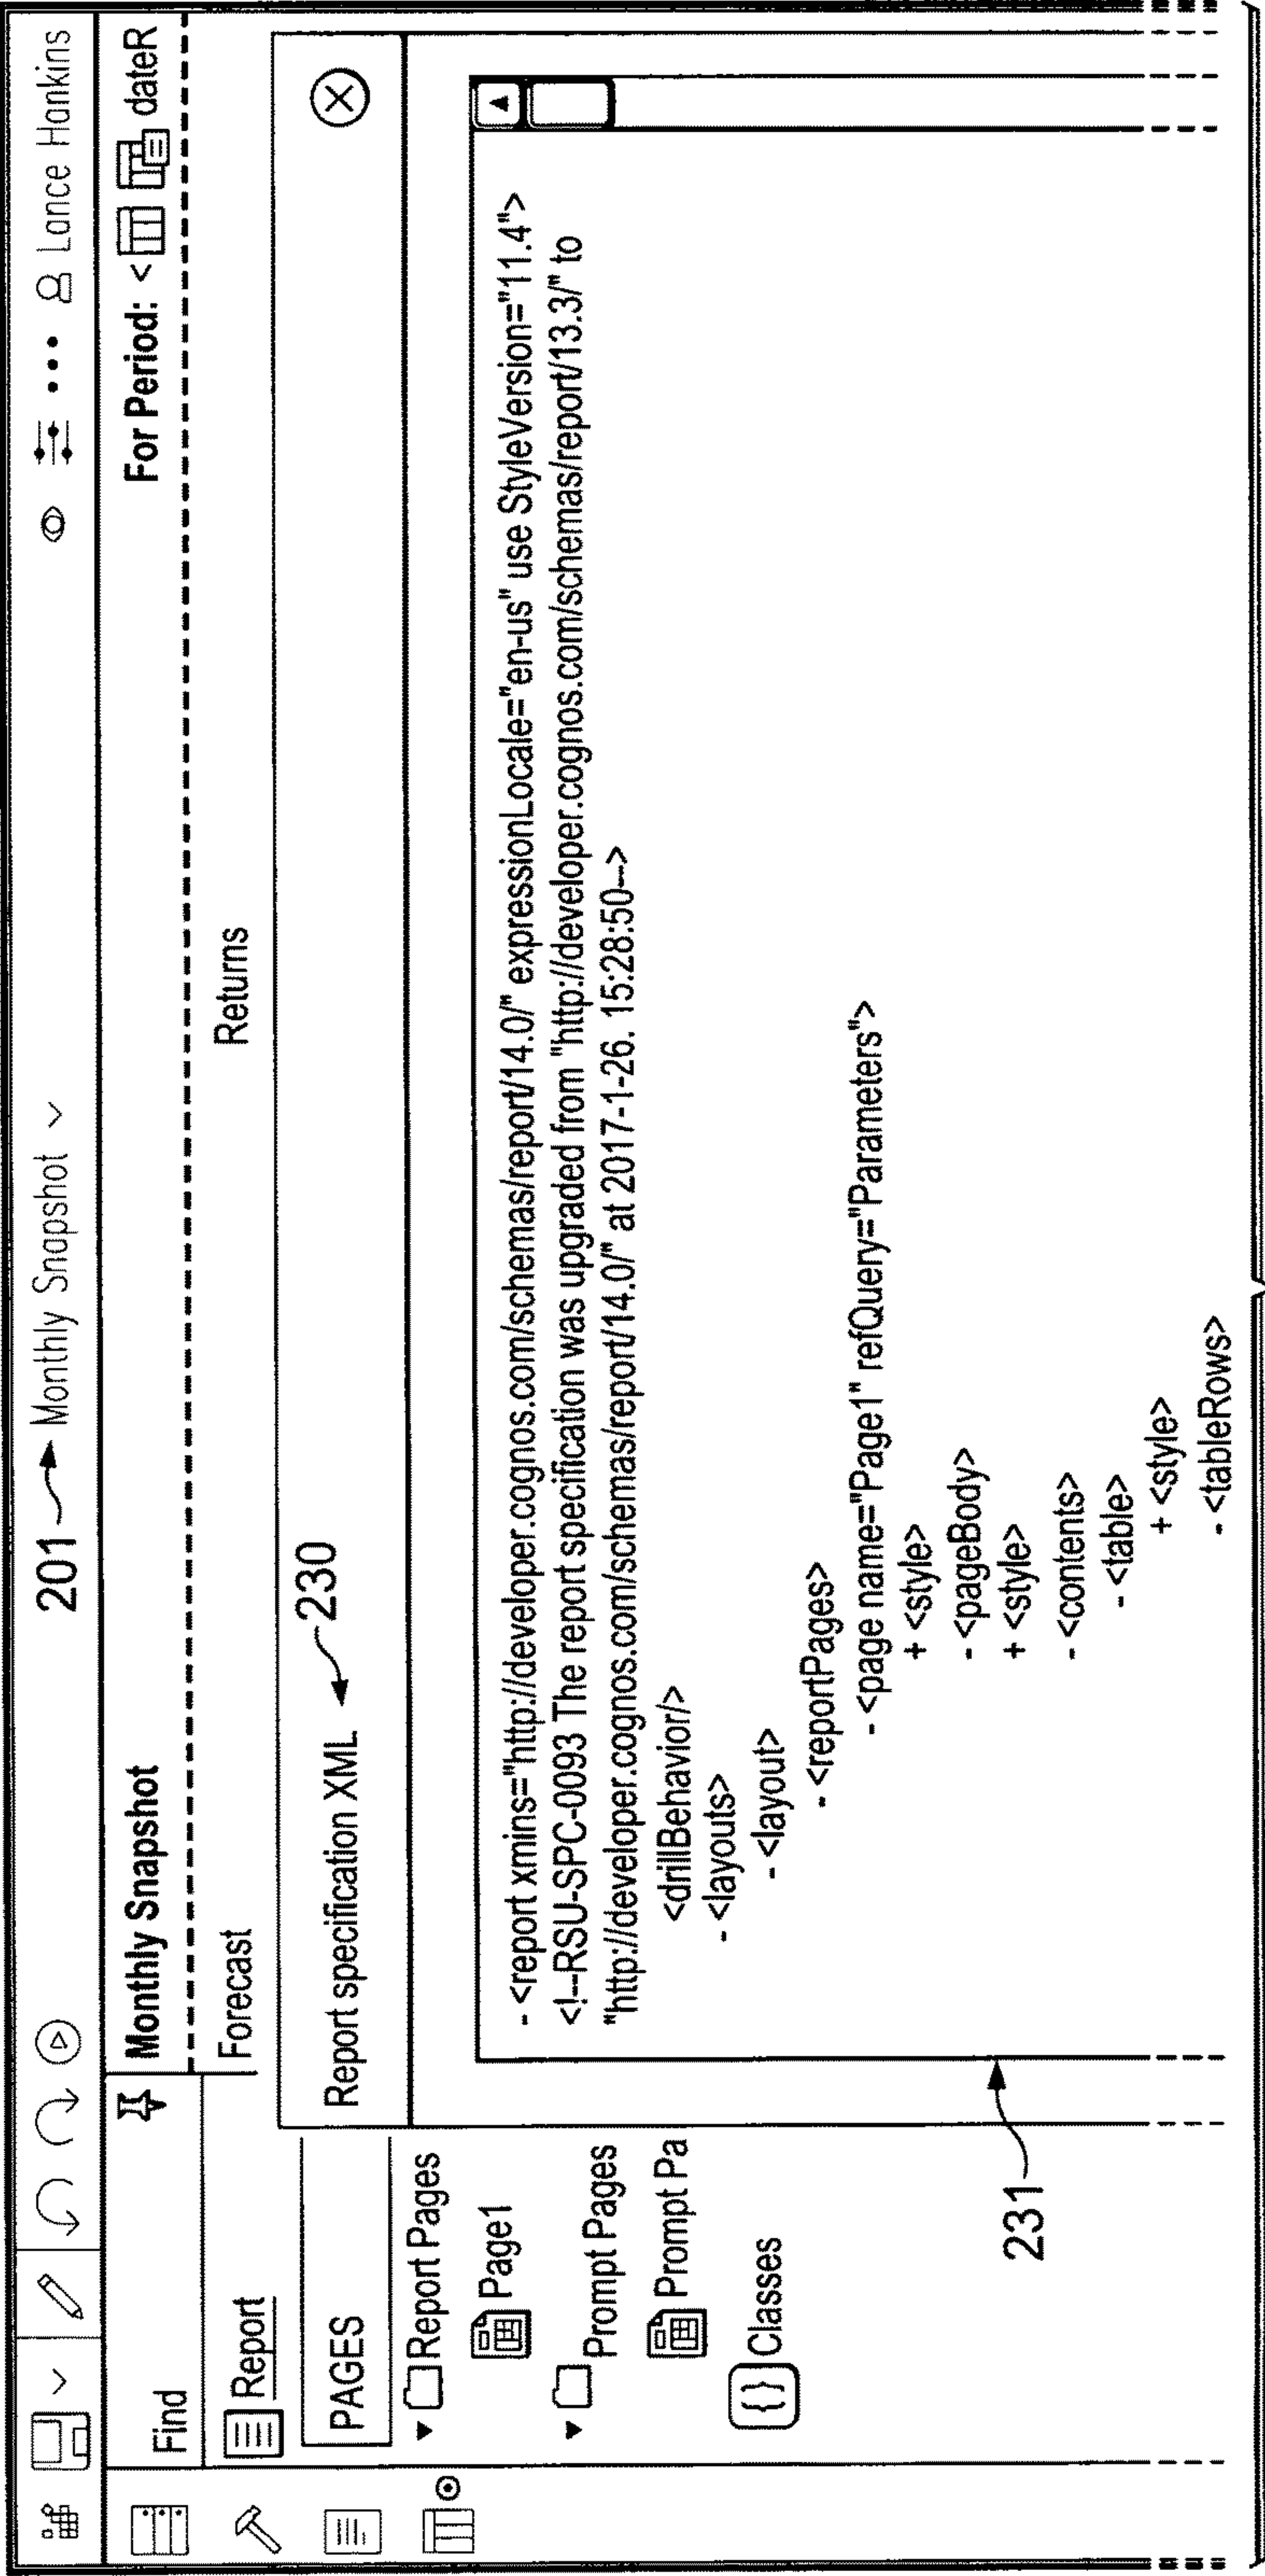 201 Monthly Snapshot Lance Hankins
Find Monthly Snapshot For Period: < dateR
Report Forecast Returns
PAGES Report specification XML 230
Report Pages
Page1
Prompt Pages
Prompt Pa
{ } Classes
231
- <report xmins="http://developer.cognos.com/schemas/report/14.0/" expressionLocale="en-us" use StyleVersion="11.4">
<!--RSU-SPC-0093 The report specification was upgraded from "http://developer.cognos.com/schemas/report/13.3/" to
"http://developer.cognos.com/schemas/report/14.0/" at 2017-1-26. 15:28:50-->
<drillBehavior/>
- <layouts>
- <layout>
- <reportPages>
- <page name="Page1" refQuery="Parameters">
+ <style>
- <pageBody>
+ <style>
- <contents>
- <table>
+ <style>
- <tableRows>